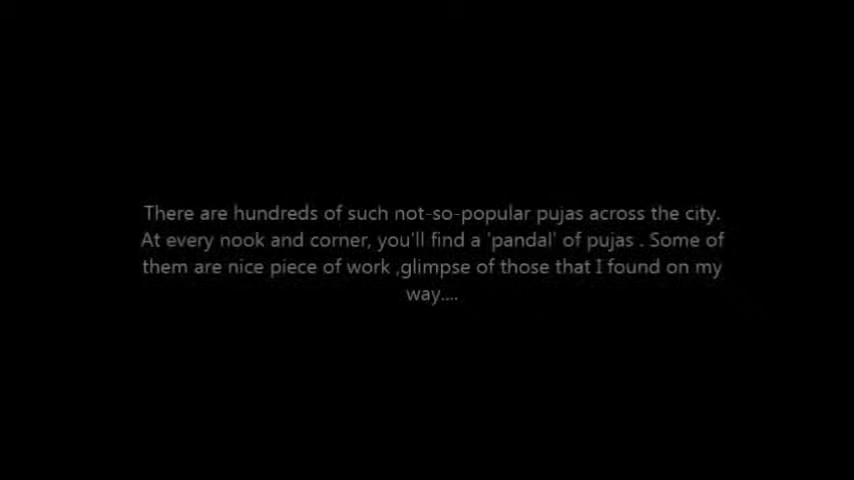 There are hundreds of such not-so-popular pujas across the city.
At every nook and corner, you'll find a 'pandal' of pujas . Some of
them are nice piece of work ,glimpse of those that I found on my
way....